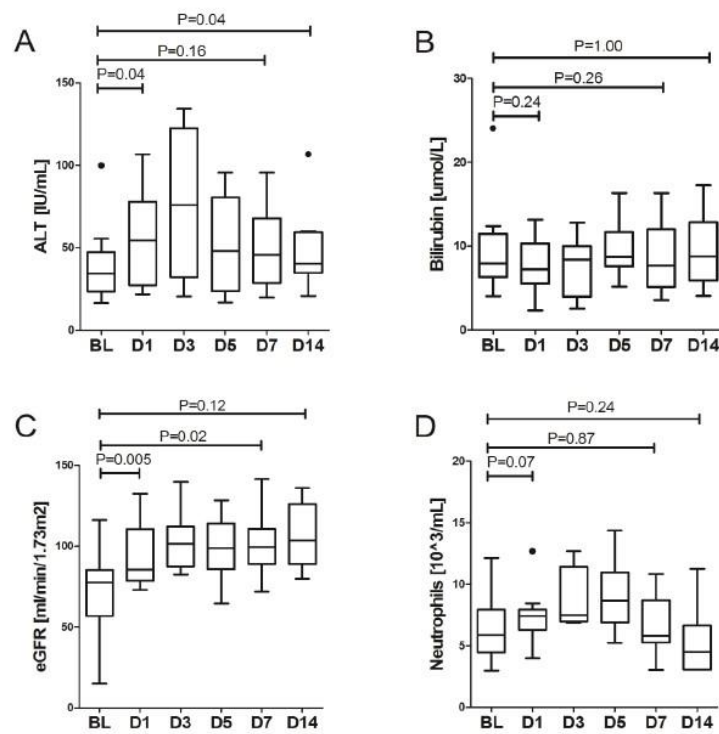 A
P=0.04
P=0.16
P=0.04
ALT [IU/mL]
150
100
50
0
BL D1 D3 D5 D7 D14
B
P=1.00
P=0.26
P=0.24
Bilirubin [umol/L]
30
20
10
0
BL D1 D3 D5 D7 D14
C
P=0.12
P=0.02
P=0.005
eGFR [ml/min/1.73m2]
150
100
50
0
BL D1 D3 D5 D7 D14
D
P=0.24
P=0.87
P=0.07
Neutrophils [10^3/mL]
20
15
10
5
0
BL D1 D3 D5 D7 D14